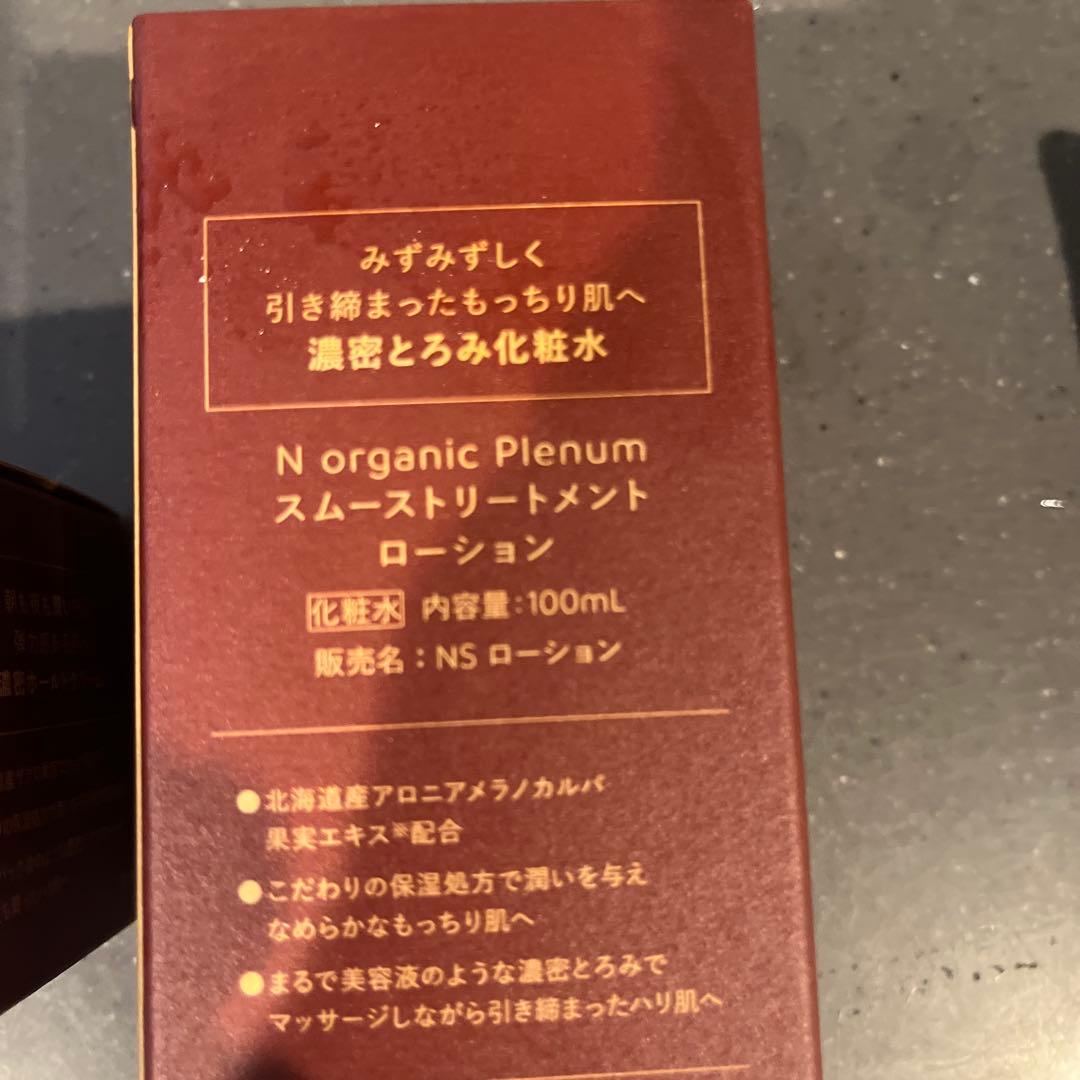 みずみずしく
引き締まったもっちり肌へ
濃密とろみ化粧水
N organic Plenum
スムーストリートメント
ローション
化粧水 内容量:100mL
販売名:NS ローション
●北海道産アロニアメラノカルパ
果実エキス※配合
●こだわりの保湿処方で潤いを与え
なめらかなもっちり肌へ
●まるで美容液のような濃密とろみで
マッサージしながら引き締まったハリ肌へ